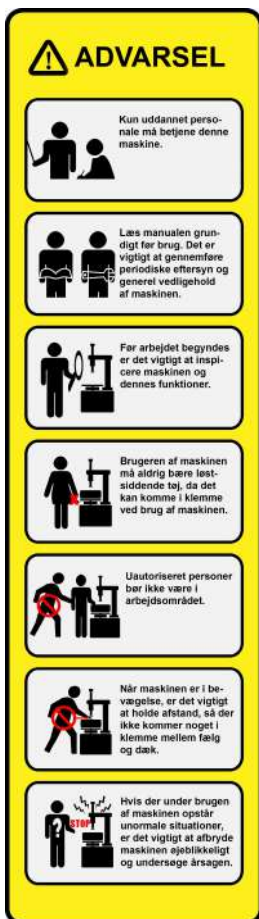 ADVARSEL
Kun uddannet perso-
nale må betjene denne
maskine.
Læs manualen grun-
digt før brug. Det er
vigtigt at gennemføre
periodiske eftersyn og
generel vedligehold
af maskinen.
Før arbejdet begyndes
er det vigtigt at inspi-
cere maskinen og
dennes funktioner.
Brugeren af maskinen
må aldrig bære løst-
siddende tøj, da det
kan komme i klemme
ved brug af maskinen.
Uautoriseret personer
bør ikke være i
arbejdsområdet.
Når maskinen er i be-
vægelse, er det vigtigt
at holde afstand, så der
ikke kommer noget i
klemme mellem fælg
og dæk.
STOP
Hvis der under brugen
af maskinen opstår
unormale situationer,
er det vigtigt at afbryde
maskinen øjeblikkeligt
og undersøge årsagen.